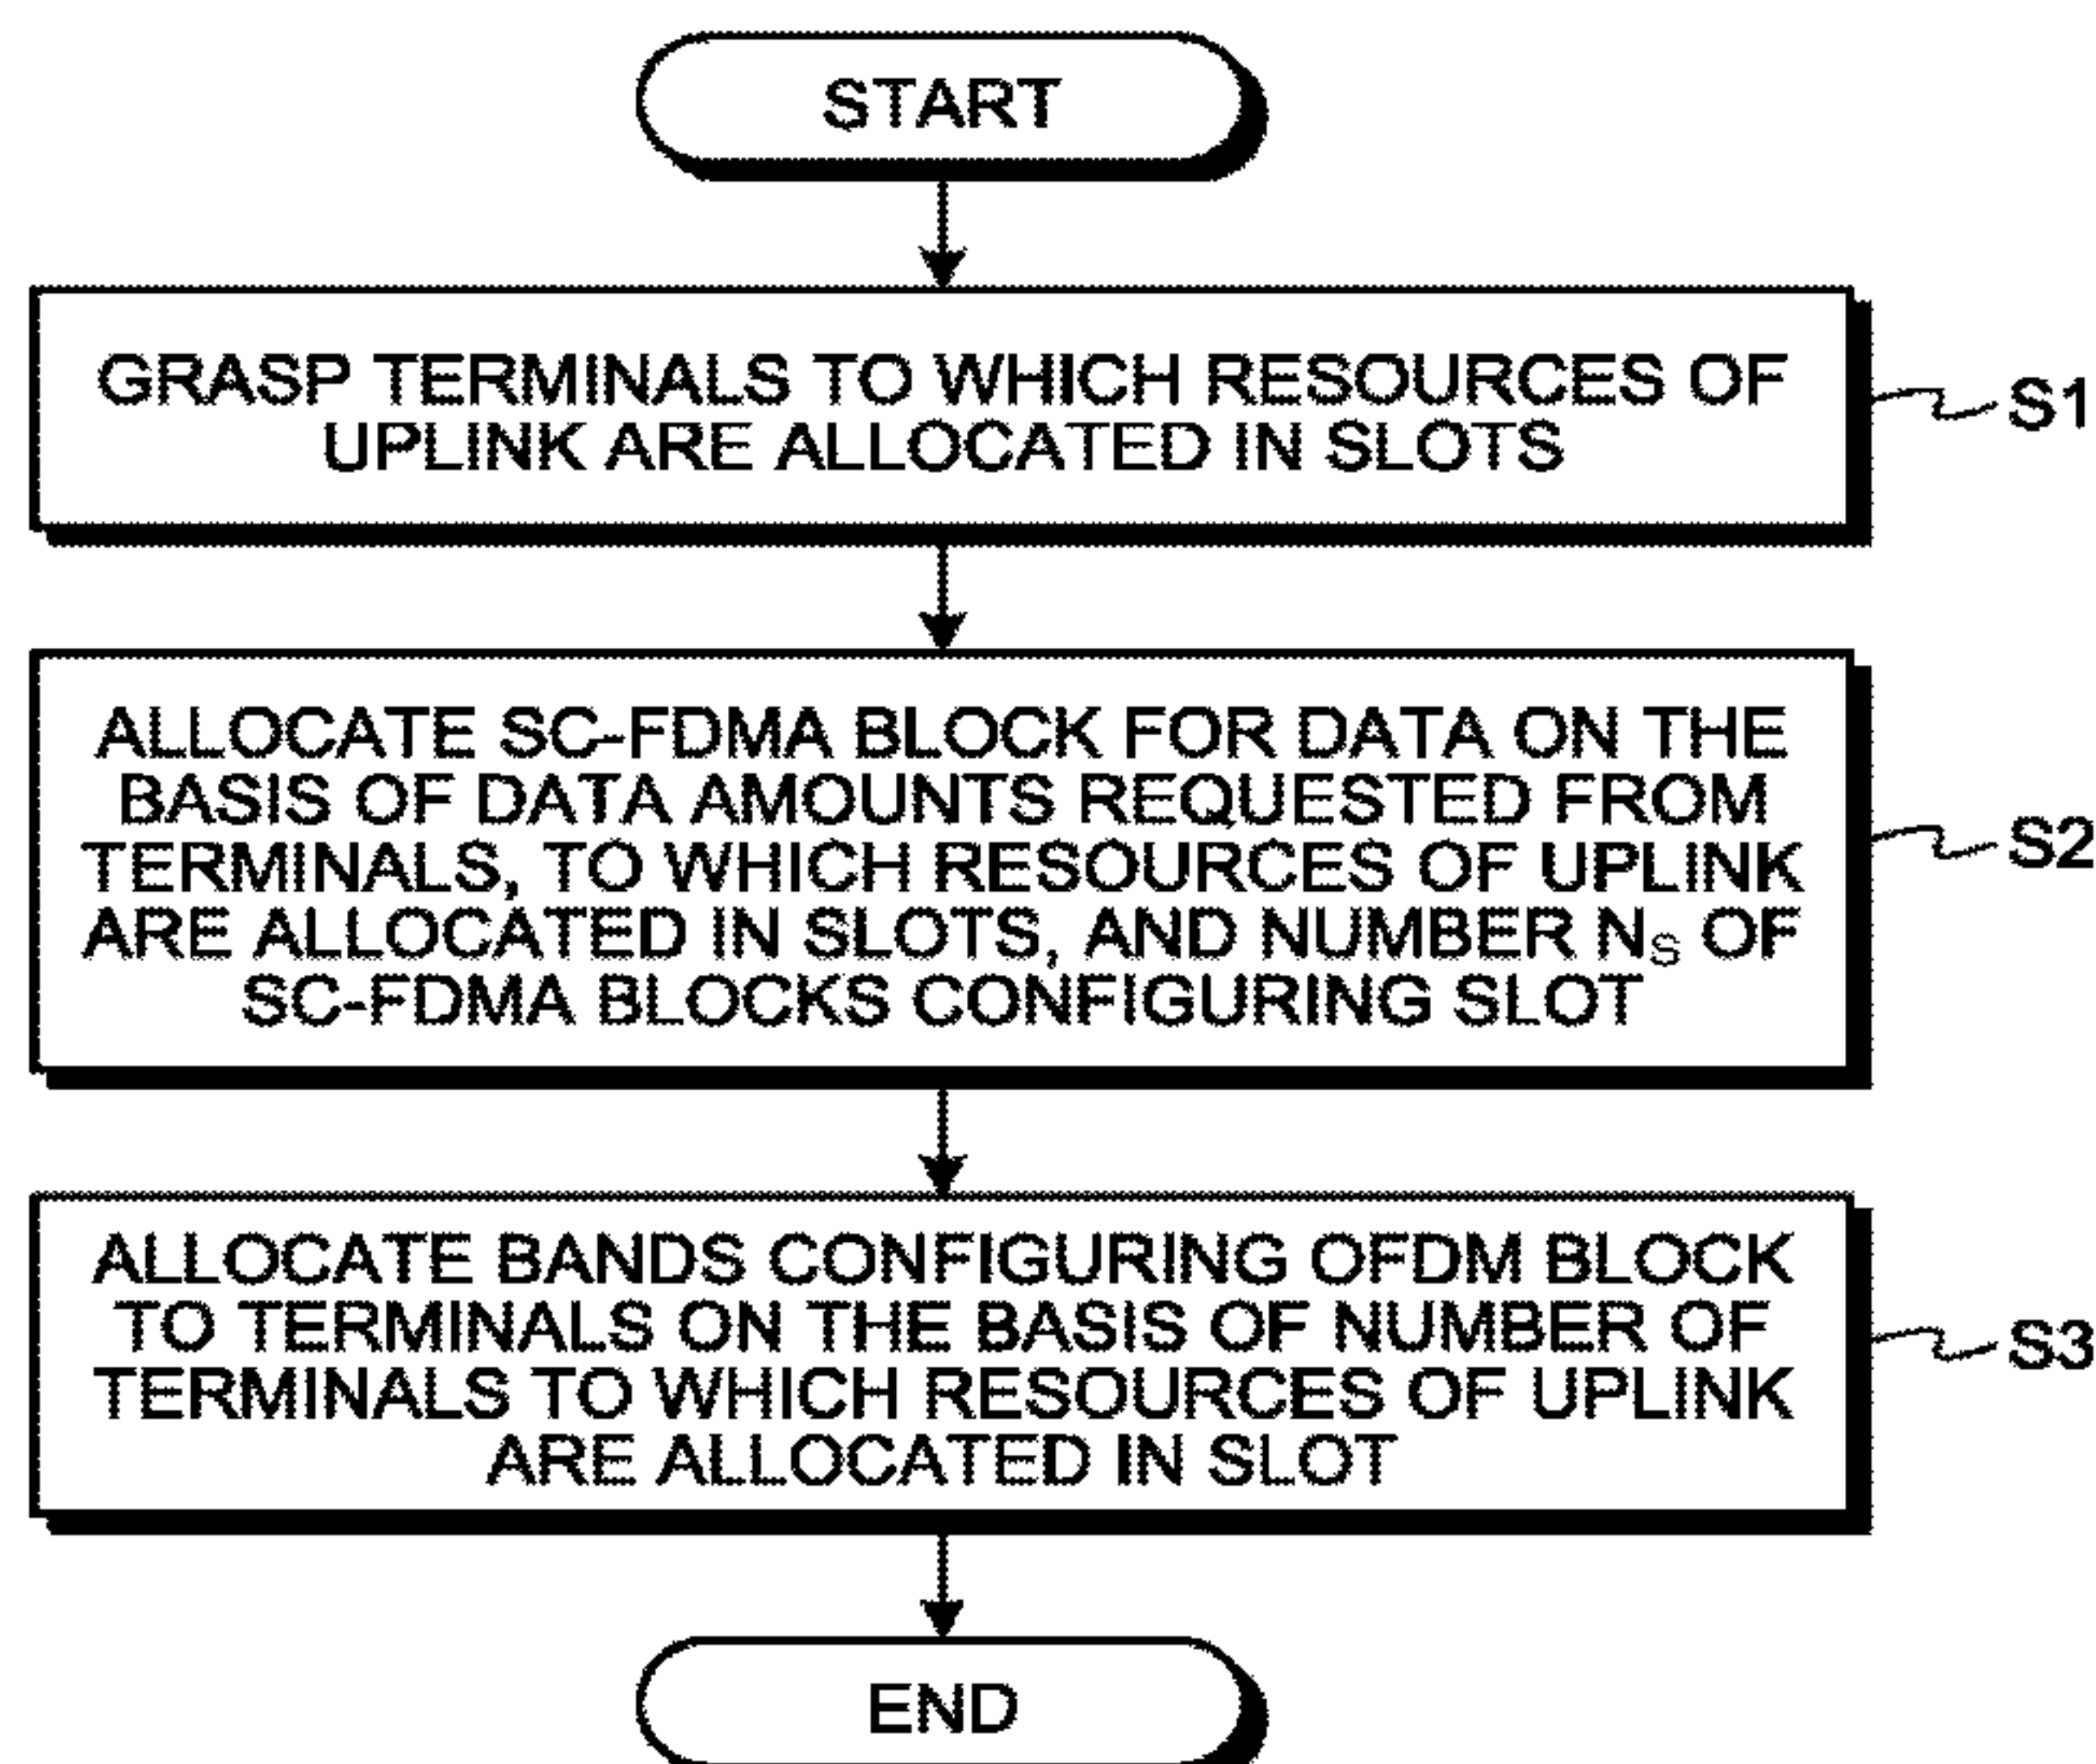 START
GRASP TERMINALS TO WHICH RESOURCES OF
UPLINK ARE ALLOCATED IN SLOTS
S1
ALLOCATE SC-FDMA BLOCK FOR DATA ON THE
BASIS OF DATA AMOUNTS REQUESTED FROM
TERMINALS, TO WHICH RESOURCES OF UPLINK
ARE ALLOCATED IN SLOTS, AND NUMBER NS OF
SC-FDMA BLOCKS CONFIGURING SLOT
S2
ALLOCATE BANDS CONFIGURING OFDM BLOCK
TO TERMINALS ON THE BASIS OF NUMBER OF
TERMINALS TO WHICH RESOURCES OF UPLINK
ARE ALLOCATED IN SLOT
S3
END